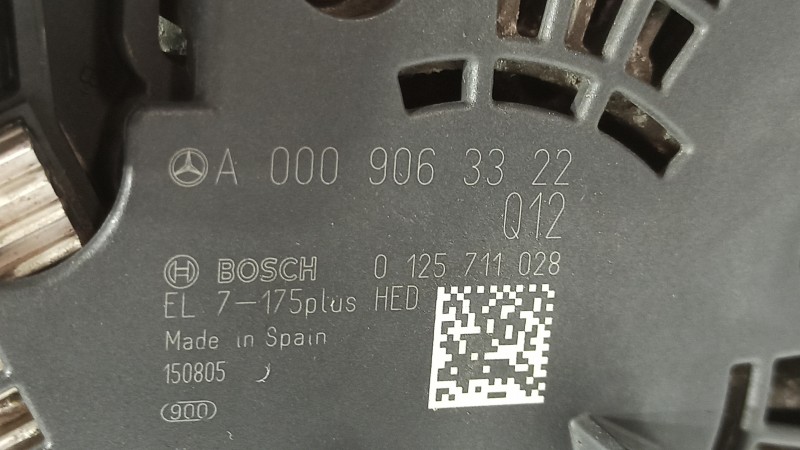 A 000 906 33 22
Q12
BOSCH 0 125 711 028
EL 7-175plus HED
Made in Spain
150805
900